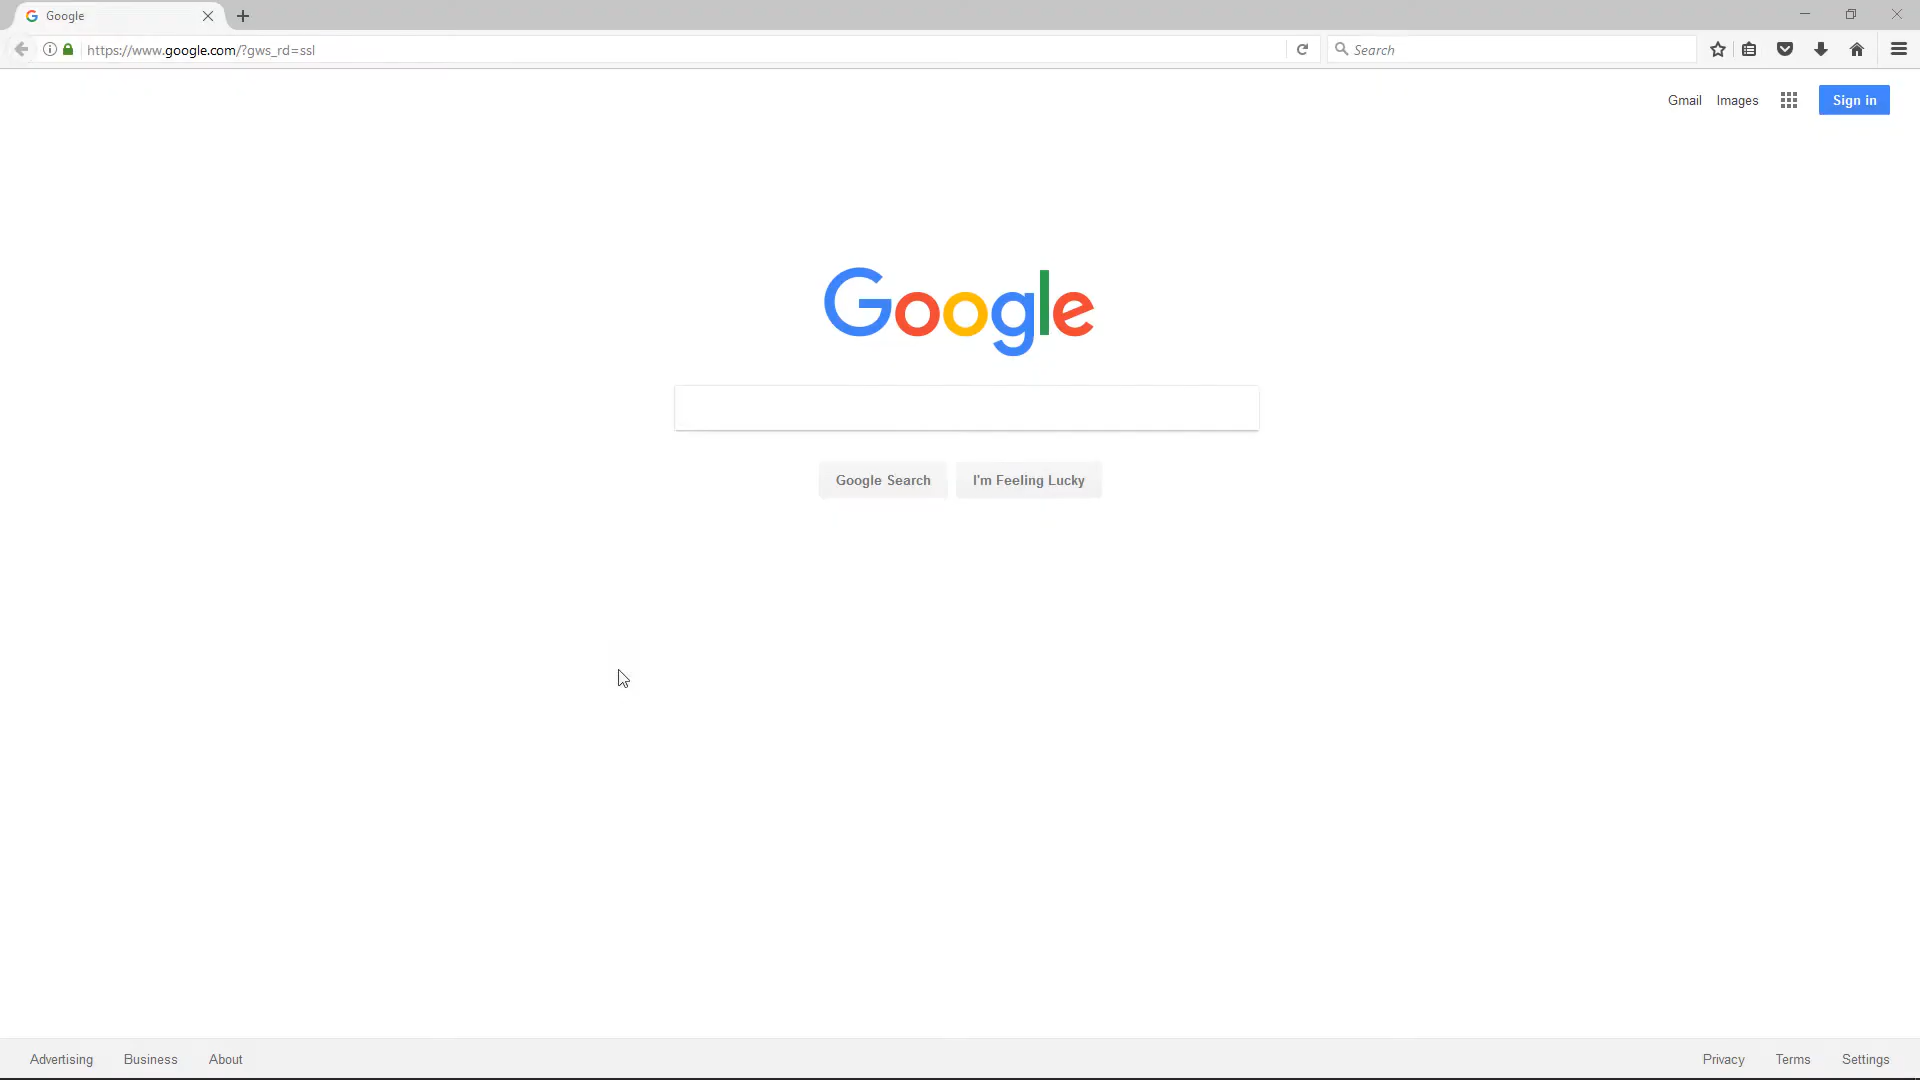 Google
https://www.google.com/?gws_rd=ssl
Search
Gmail Images Sign in
Google
Google Search I'm Feeling Lucky
Advertising Business About Privacy Terms Settings